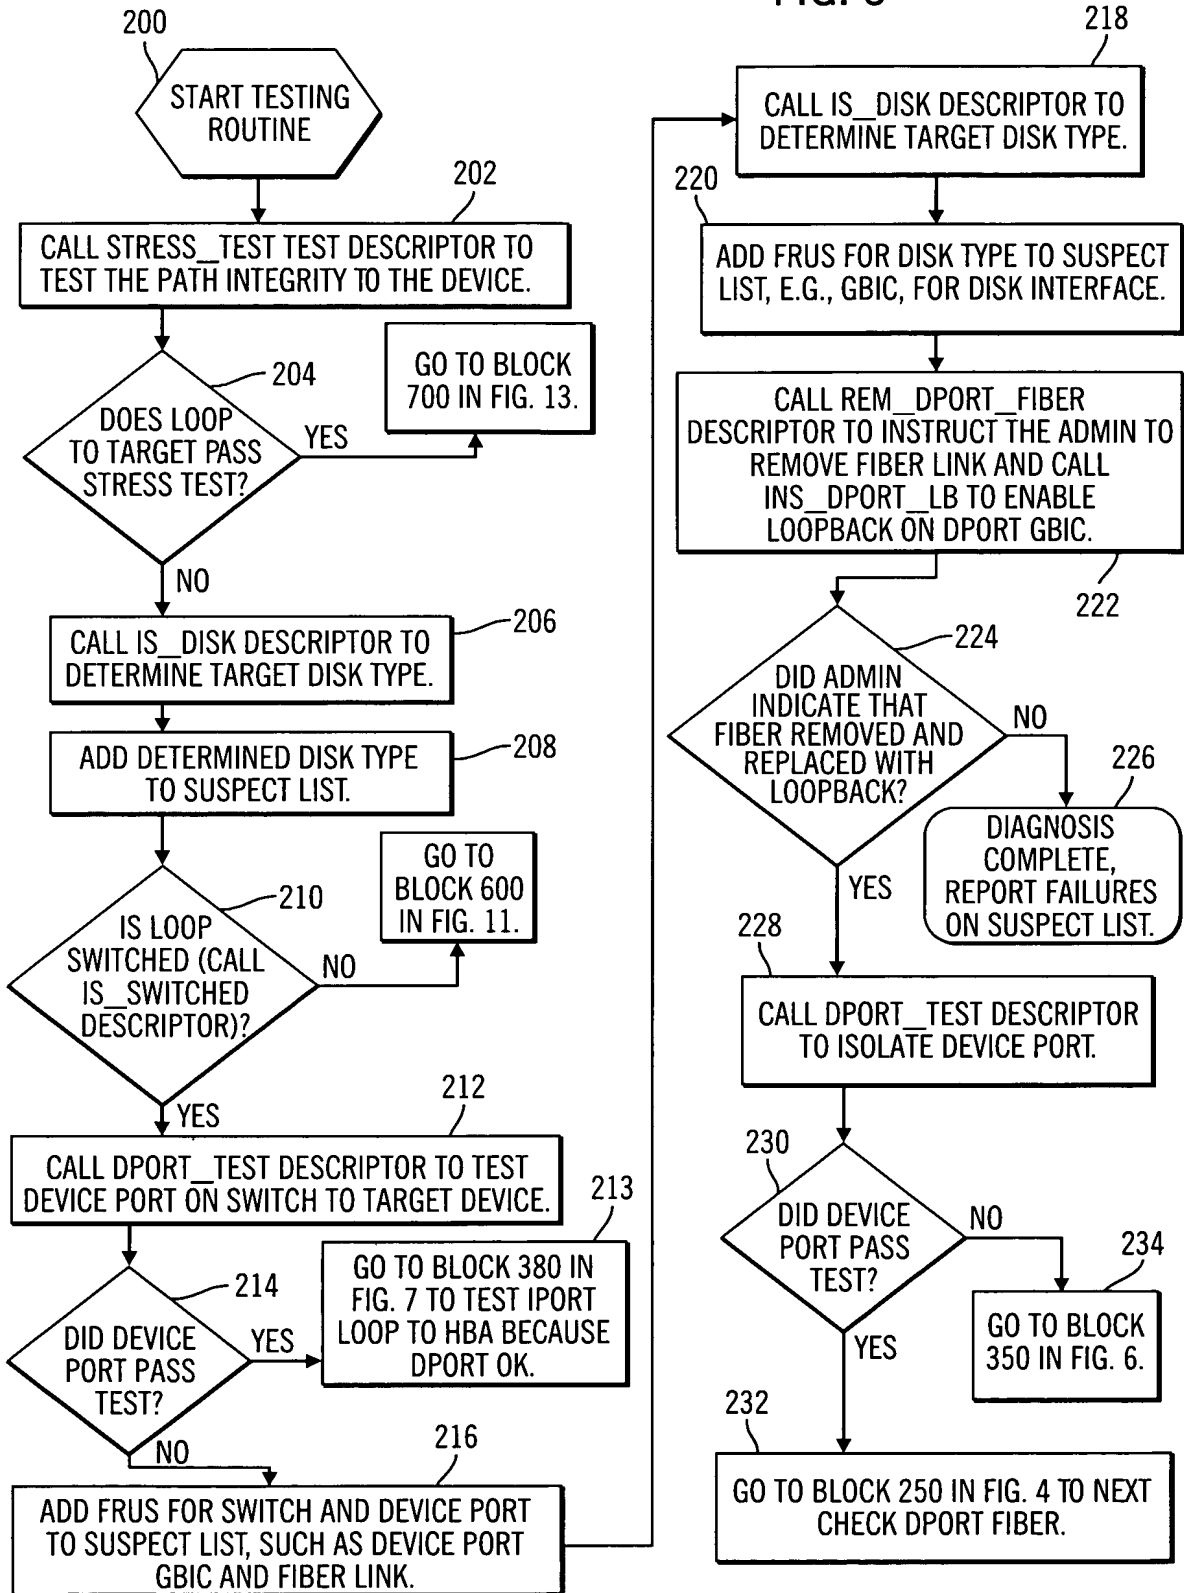 200
START TESTING
ROUTINE
202
CALL STRESS_TEST TEST DESCRIPTOR TO
TEST THE PATH INTEGRITY TO THE DEVICE.
204
DOES LOOP
TO TARGET PASS
STRESS TEST?
YES
GO TO BLOCK
700 IN FIG. 13.
NO
206
CALL IS_DISK DESCRIPTOR TO
DETERMINE TARGET DISK TYPE.
208
ADD DETERMINED DISK TYPE
TO SUSPECT LIST.
210
IS LOOP
SWITCHED (CALL
IS_SWITCHED
DESCRIPTOR)?
NO
GO TO
BLOCK 600
IN FIG. 11.
YES
212
CALL DPORT_TEST DESCRIPTOR TO TEST
DEVICE PORT ON SWITCH TO TARGET DEVICE.
213
GO TO BLOCK 380 IN
FIG. 7 TO TEST IPORT
LOOP TO HBA BECAUSE
DPORT OK.
214
DID DEVICE
PORT PASS
TEST?
YES
NO
216
ADD FRUS FOR SWITCH AND DEVICE PORT
TO SUSPECT LIST, SUCH AS DEVICE PORT
GBIC AND FIBER LINK.
218
CALL IS_DISK DESCRIPTOR TO
DETERMINE TARGET DISK TYPE.
220
ADD FRUS FOR DISK TYPE TO SUSPECT
LIST, E.G., GBIC, FOR DISK INTERFACE.
CALL REM_DPORT_FIBER
DESCRIPTOR TO INSTRUCT THE ADMIN TO
REMOVE FIBER LINK AND CALL
INS_DPORT_LB TO ENABLE
LOOPBACK ON DPORT GBIC.
222
224
DID ADMIN
INDICATE THAT
FIBER REMOVED AND
REPLACED WITH
LOOPBACK?
NO
226
DIAGNOSIS
COMPLETE,
REPORT FAILURES
ON SUSPECT LIST.
YES
228
CALL DPORT_TEST DESCRIPTOR
TO ISOLATE DEVICE PORT.
230
DID DEVICE
PORT PASS
TEST?
NO
234
GO TO BLOCK
350 IN FIG. 6.
YES
232
GO TO BLOCK 250 IN FIG. 4 TO NEXT
CHECK DPORT FIBER.